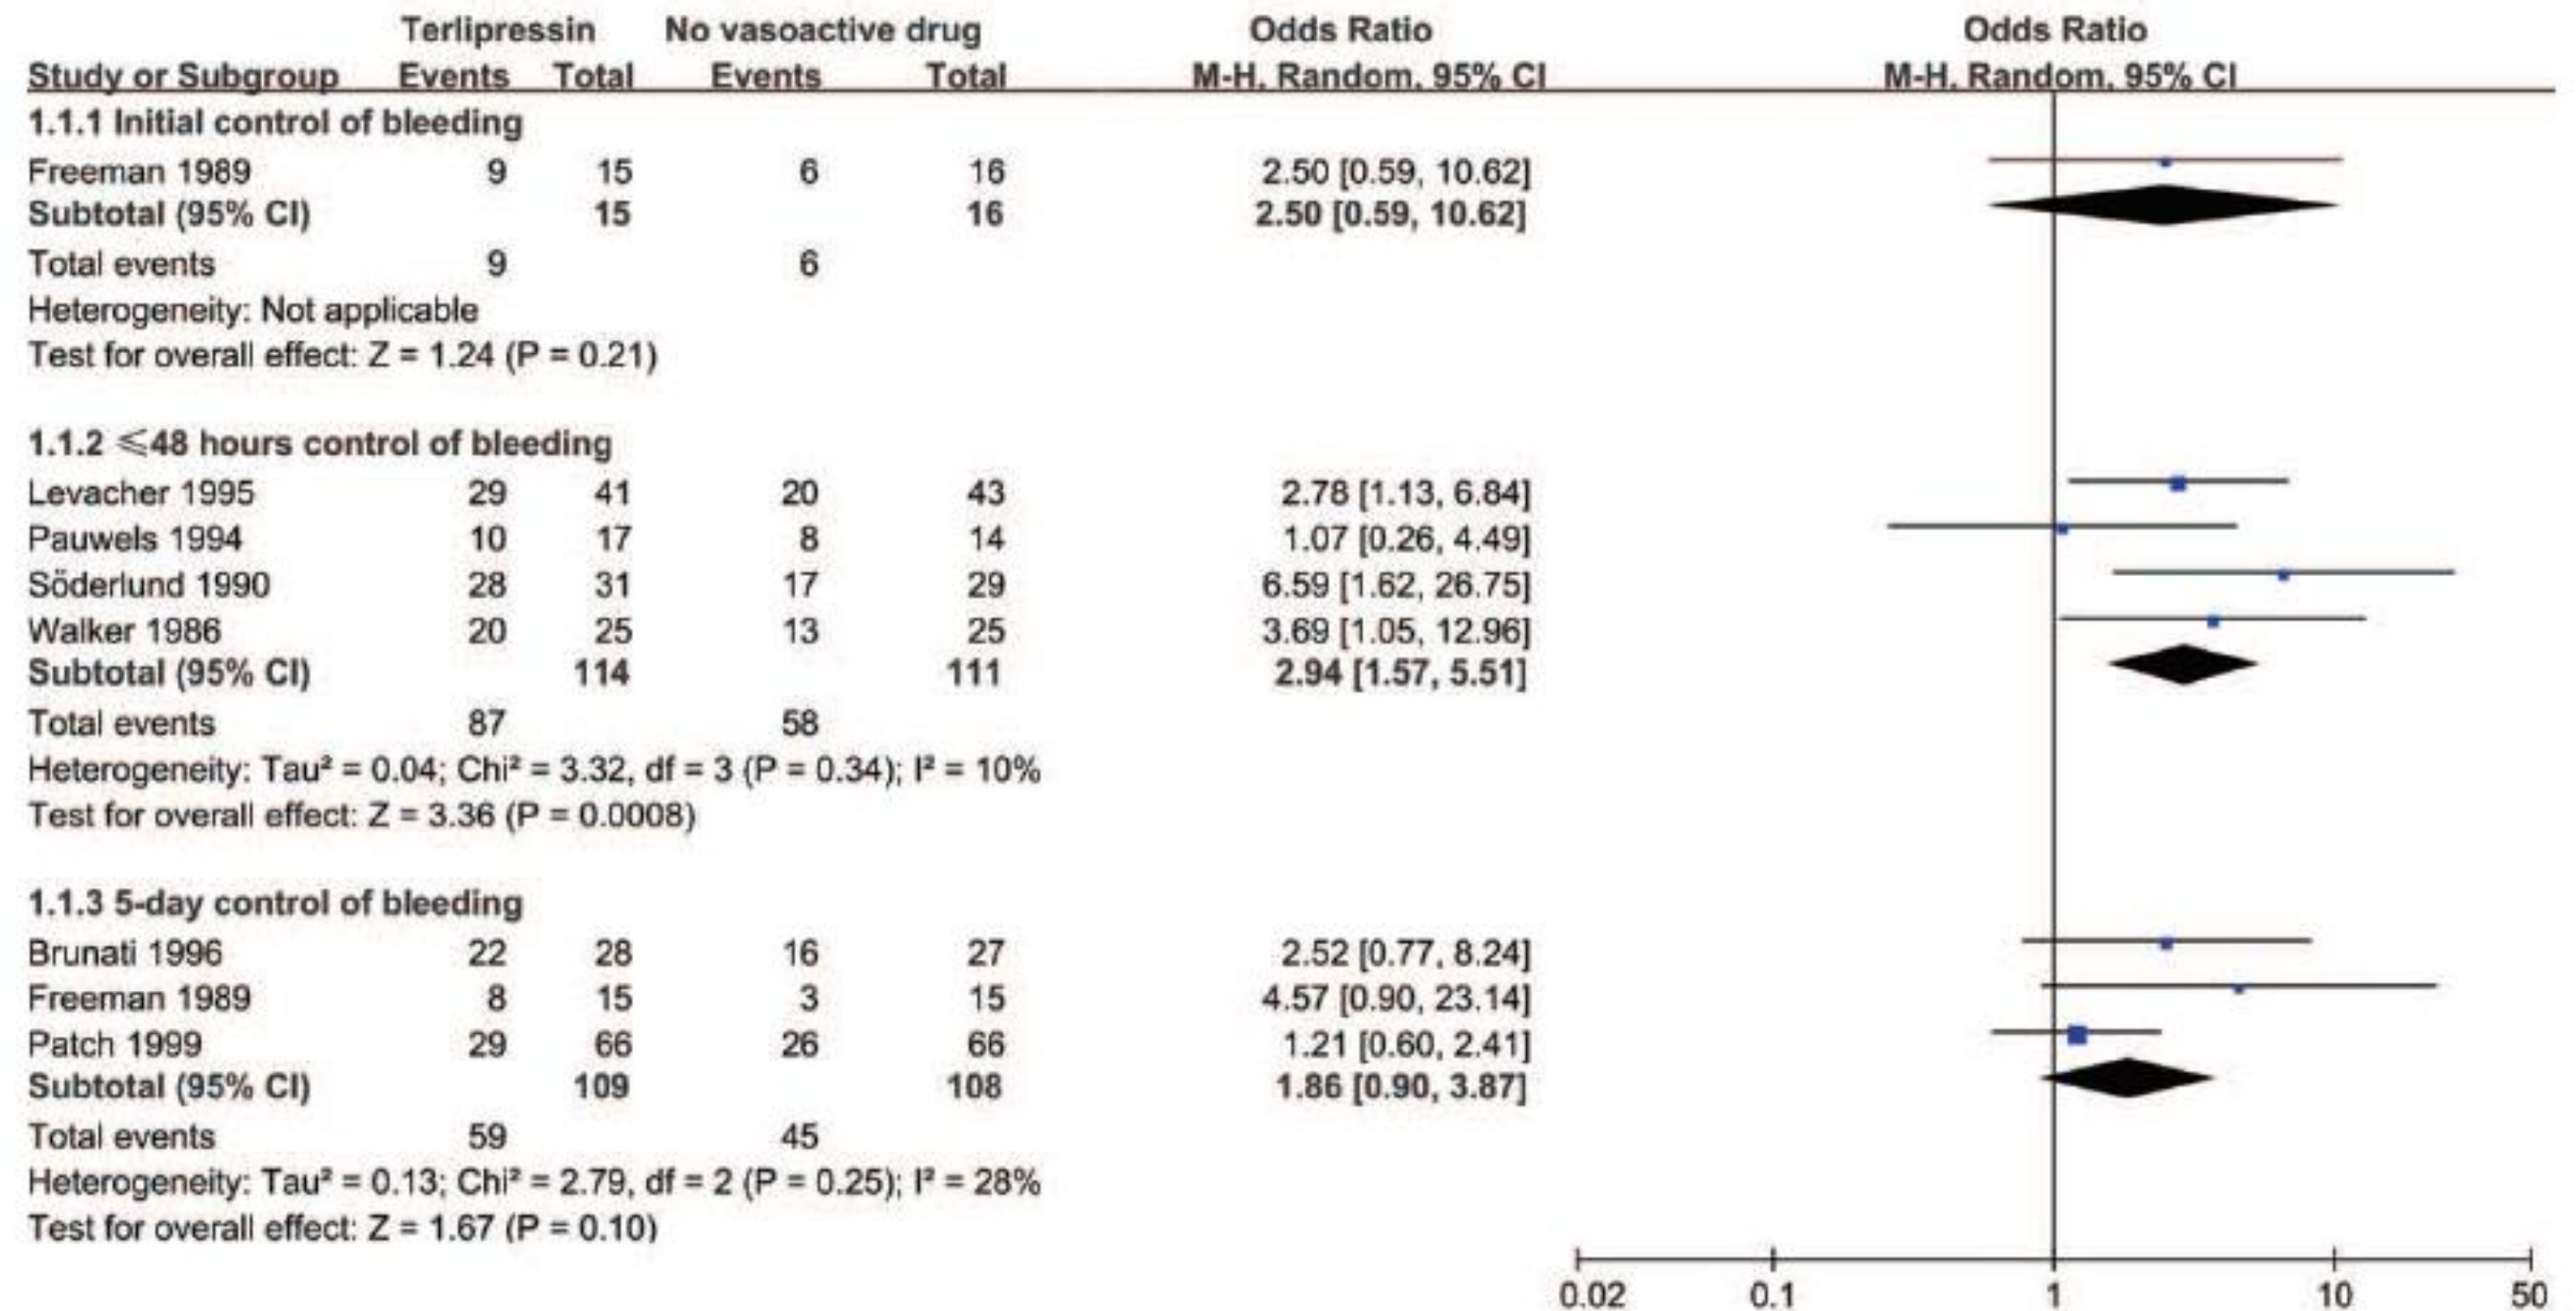 Terlipressin No vasoactive drug Odds Ratio Odds Ratio
Study or Subgroup Events Total Events Total M-H, Random, 95% CI M-H, Random, 95% CI
1.1.1 Initial control of bleeding
Freeman 1989 9 15 6 16 2.50 [0.59, 10.62]
Subtotal (95% CI) 15 16 2.50 [0.59, 10.62]
Total events 9 6
Heterogeneity: Not applicable
Test for overall effect: Z = 1.24 (P = 0.21)
1.1.2 ⩽48 hours control of bleeding
Levacher 1995 29 41 20 43 2.78 [1.13, 6.84]
Pauwels 1994 10 17 8 14 1.07 [0.26, 4.49]
Söderlund 1990 28 31 17 29 6.59 [1.62, 26.75]
Walker 1986 20 25 13 25 3.69 [1.05, 12.96]
Subtotal (95% CI) 114 111 2.94 [1.57, 5.51]
Total events 87 58
Heterogeneity: Tau² = 0.04; Chi² = 3.32, df = 3 (P = 0.34); I² = 10%
Test for overall effect: Z = 3.36 (P = 0.0008)
1.1.3 5-day control of bleeding
Brunati 1996 22 28 16 27 2.52 [0.77, 8.24]
Freeman 1989 8 15 3 15 4.57 [0.90, 23.14]
Patch 1999 29 66 26 66 1.21 [0.60, 2.41]
Subtotal (95% CI) 109 108 1.86 [0.90, 3.87]
Total events 59 45
Heterogeneity: Tau² = 0.13; Chi² = 2.79, df = 2 (P = 0.25); I² = 28%
Test for overall effect: Z = 1.67 (P = 0.10)
0.02 0.1 1 10 50